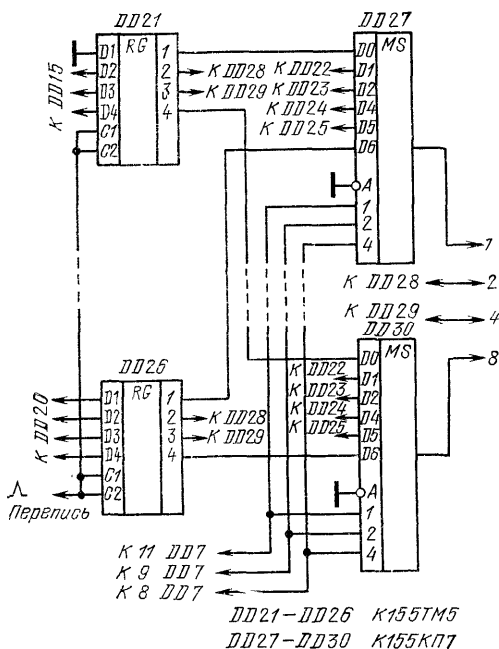 DD21
RG
D1
D2
D3
D4
C1
C2
1
2
3
4
К DD15
К DD28
К DD29
DD27
MS
D0
D1
D2
D4
D5
D6
A
1
2
4
К DD22
К DD23
К DD24
К DD25
1
К DD28
2
К DD29
4
DD30
MS
8
D0
D1
D2
D4
D5
D6
A
1
2
4
К DD22
К DD23
К DD24
К DD25
DD26
RG
D1
D2
D3
D4
C1
C2
1
2
3
4
К DD20
К DD28
К DD29
Перепись
К 11 DD7
К 9 DD7
К 8 DD7
DD21–DD26 К155ТМ5
DD27–DD30 К155КП7